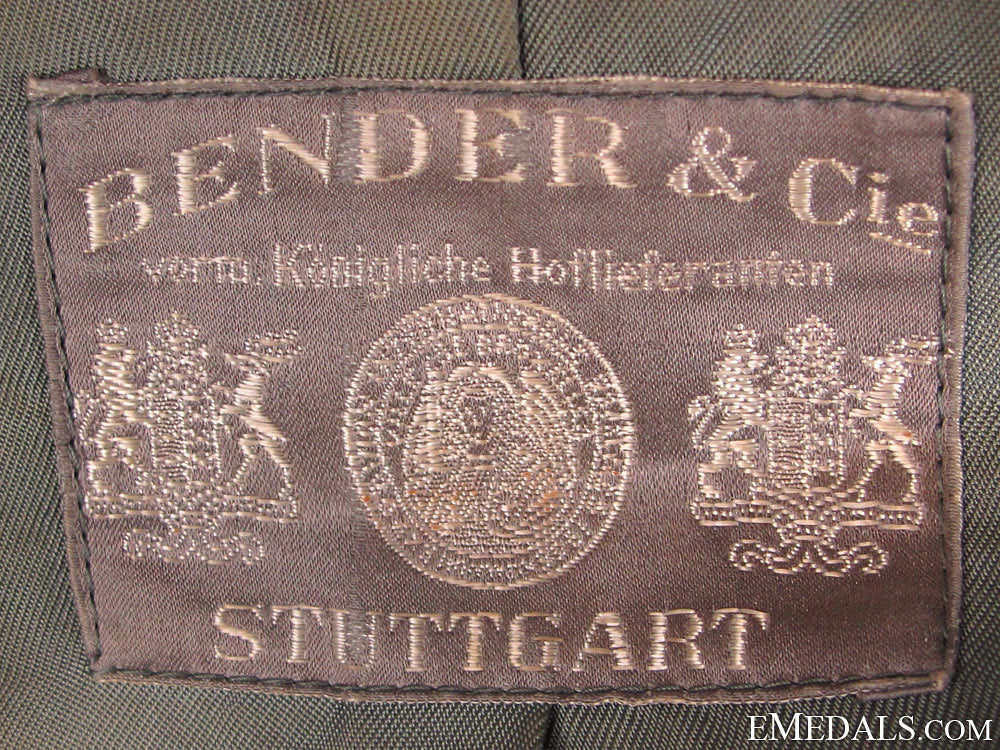 BENDER & Cie
vorm. Königliche Hoflieferanten
STUTTGART
EMEDALS.COM